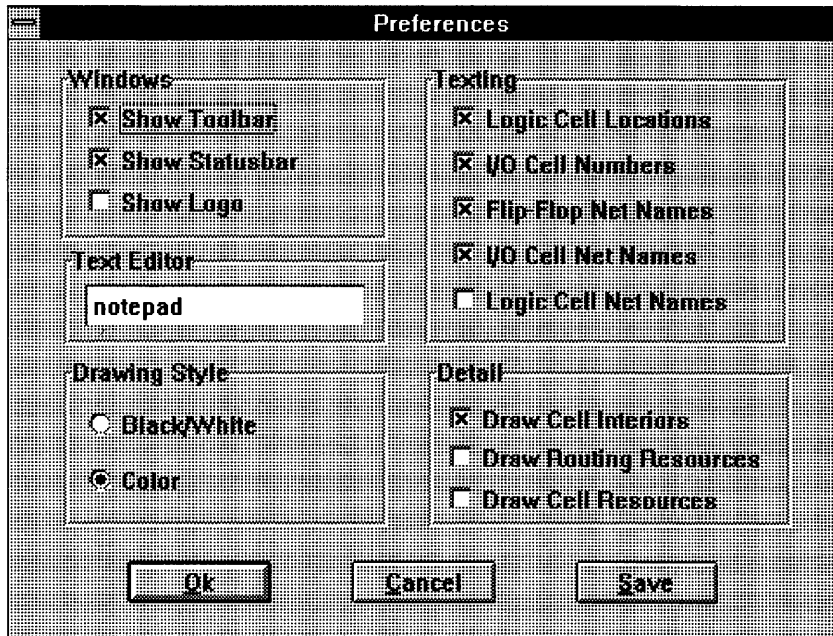 Preferences
Windows
Show Toolbar
Show Statusbar
Show Logo
Text Editor
notepad
Drawing Style
Black/White
Color
Texting
Logic Cell Locations
I/O Cell Numbers
Flip-Flop Net Names
I/O Cell Net Names
Logic Cell Net Names
Detail
Draw Cell Interiors
Draw Routing Resources
Draw Cell Resources
Ok
Cancel
Save